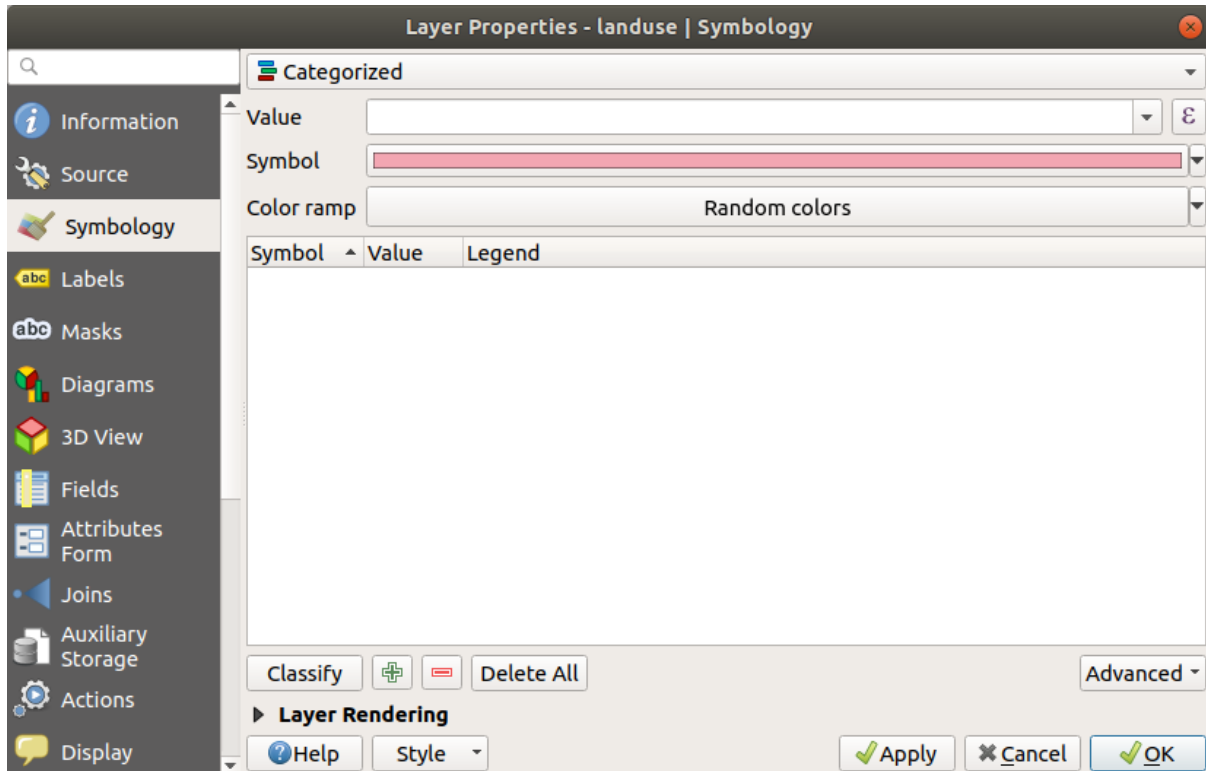 Layer Properties - landuse | Symbology
Categorized
Information
Source
Symbology
abc Labels
abc Masks
Diagrams
3D View
Fields
Attributes
Form
Joins
Auxiliary
Storage
Actions
Display
Value
ε
Symbol
Color ramp
Random colors
Symbol Value Legend
Classify
Delete All
Advanced
Layer Rendering
Help
Style
Apply
Cancel
OK